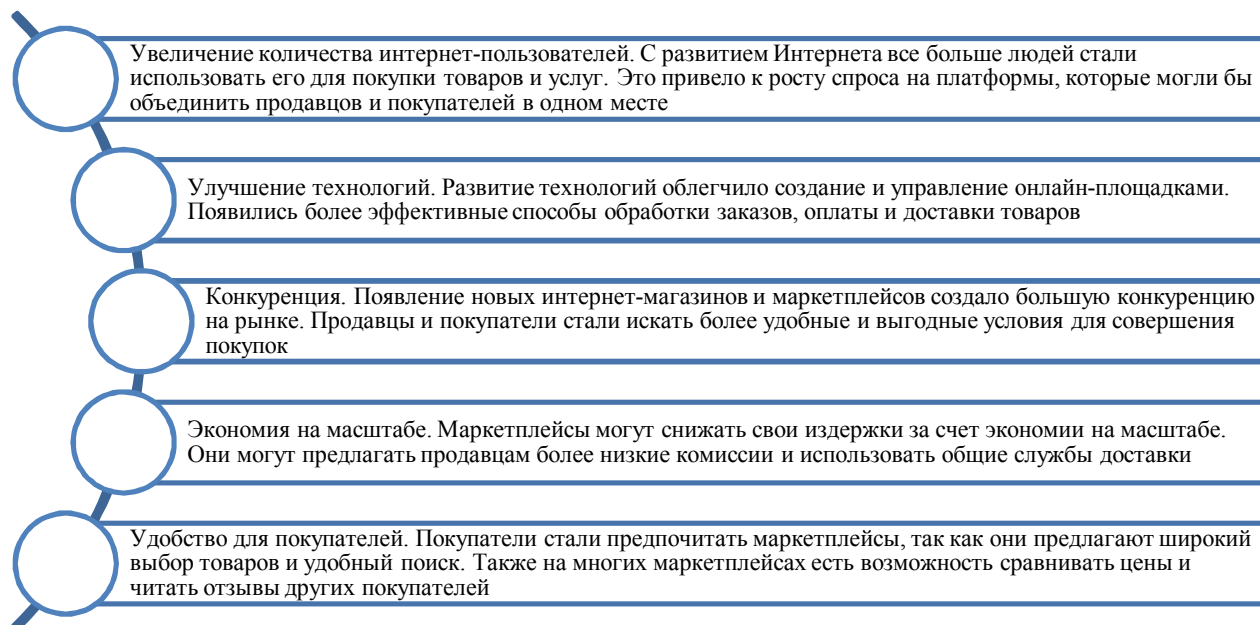 Увеличение количества интернет-пользователей. С развитием Интернета все больше людей стали
использовать его для покупки товаров и услуг. Это привело к росту спроса на платформы, которые могли бы
объединить продавцов и покупателей в одном месте
Улучшение технологий. Развитие технологий облегчило создание и управление онлайн-площадками.
Появились более эффективные способы обработки заказов, оплаты и доставки товаров
Конкуренция. Появление новых интернет-магазинов и маркетплейсов создало большую конкуренцию
на рынке. Продавцы и покупатели стали искать более удобные и выгодные условия для совершения
покупок
Экономия на масштабе. Маркетплейсы могут снижать свои издержки за счет экономии на масштабе.
Они могут предлагать продавцам более низкие комиссии и использовать общие службы доставки
Удобство для покупателей. Покупатели стали предпочитать маркетплейсы, так как они предлагают широкий
выбор товаров и удобный поиск. Также на многих маркетплейсах есть возможность сравнивать цены и
читать отзывы других покупателей